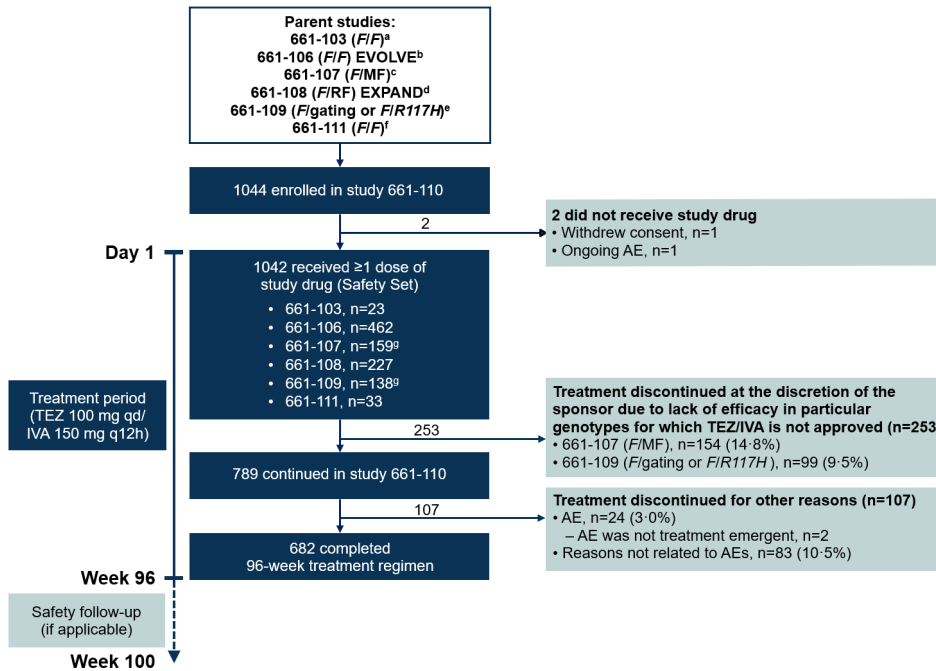 Parent studies:
661-103 (F/F)ᵃ
661-106 (F/F) EVOLVEᵇ
661-107 (F/MF)ᶜ
661-108 (F/RF) EXPANDᵈ
661-109 (F/gating or F/R117H)ᵉ
661-111 (F/F)ᶠ
1044 enrolled in study 661-110
2
2 did not receive study drug
• Withdrew consent, n=1
• Ongoing AE, n=1
Day 1
1042 received ≥1 dose of
study drug (Safety Set)
• 661-103, n=23
• 661-106, n=462
• 661-107, n=159ᵍ
• 661-108, n=227
• 661-109, n=138ᵍ
• 661-111, n=33
Treatment period
(TEZ 100 mg qd/
IVA 150 mg q12h)
253
Treatment discontinued at the discretion of the
sponsor due to lack of efficacy in particular
genotypes for which TEZ/IVA is not approved (n=253
• 661-107 (F/MF), n=154 (14·8%)
• 661-109 (F/gating or F/R117H ), n=99 (9·5%)
789 continued in study 661-110
107
Treatment discontinued for other reasons (n=107)
• AE, n=24 (3·0%)
– AE was not treatment emergent, n=2
• Reasons not related to AEs, n=83 (10·5%)
682 completed
96-week treatment regimen
Week 96
Safety follow-up
(if applicable)
Week 100